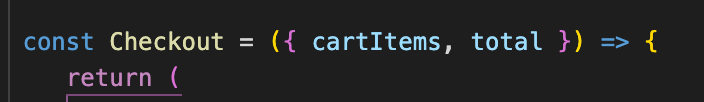 const Checkout = ({ cartItems, total }) => {
return (